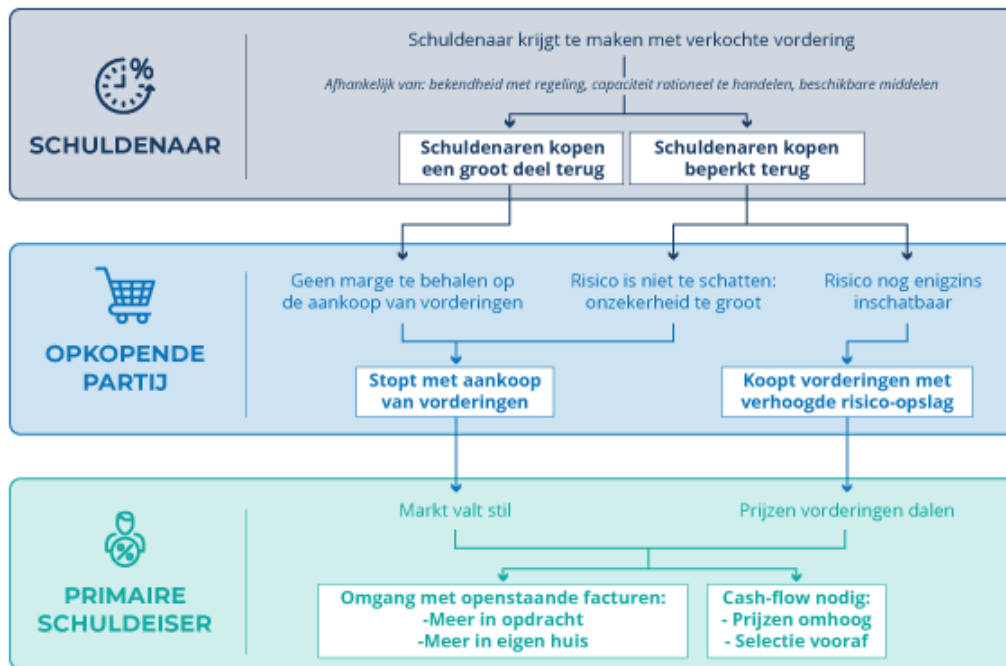 SCHULDENAAR
Schuldenaar krijgt te maken met verkochte vordering
Afhankelijk van: bekendheid met regeling, capaciteit rationeel te handelen, beschikbare middelen
Schuldenaren kopen
een groot deel terug
Schuldenaren kopen
beperkt terug
OPKOPENDE
PARTIJ
Geen marge te behalen op
de aankoop van vorderingen
Risico is niet te schatten:
onzekerheid te groot
Risico nog enigzins
inschatbaar
Stopt met aankoop
van vorderingen
Koopt vorderingen met
verhoogde risico-opslag
PRIMAIRE
SCHULDEISER
Markt valt stil
Prijzen vorderingen dalen
Omgang met openstaande facturen:
-Meer in opdracht
-Meer in eigen huis
Cash-flow nodig:
- Prijzen omhoog
- Selectie vooraf